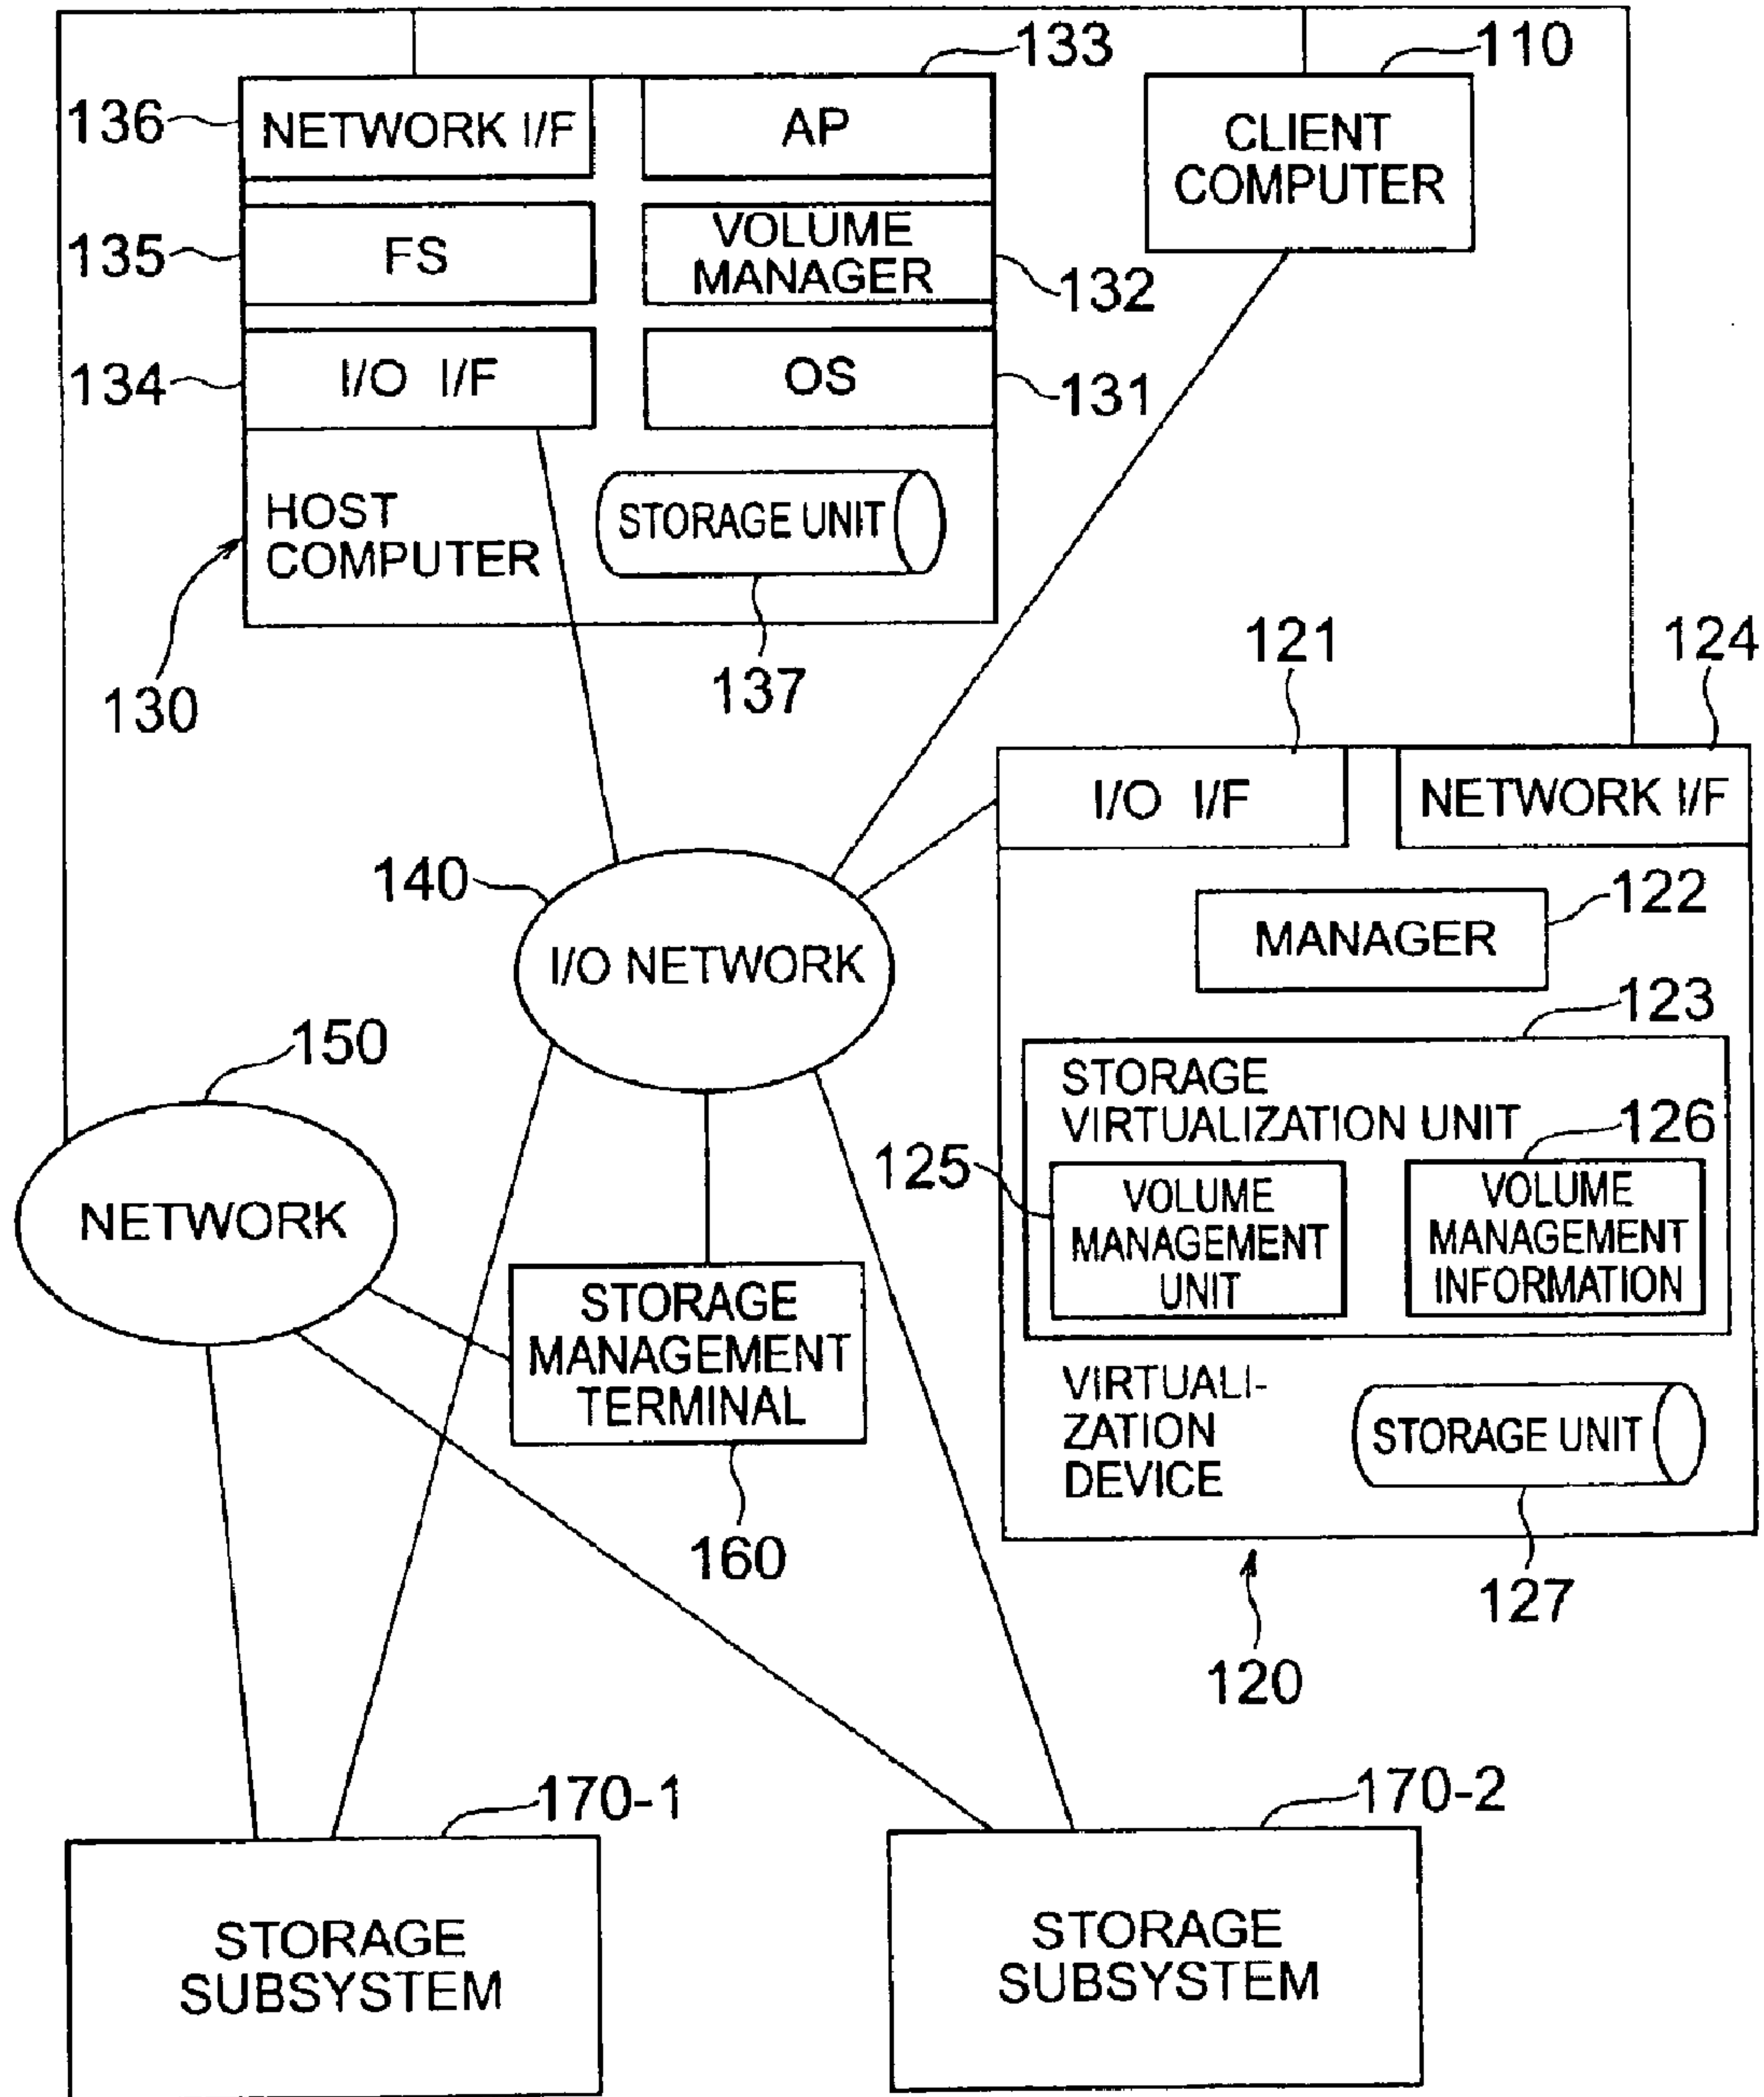 133
110
136
NETWORK I/F
AP
CLIENT
COMPUTER
135
FS
VOLUME
MANAGER
132
134
I/O I/F
OS
131
HOST
COMPUTER
STORAGE UNIT
130
137
121
124
I/O I/F
NETWORK I/F
140
I/O NETWORK
MANAGER
122
123
150
NETWORK
STORAGE
VIRTUALIZATION UNIT
126
125
VOLUME
MANAGEMENT
UNIT
VOLUME
MANAGEMENT
INFORMATION
STORAGE
MANAGEMENT
TERMINAL
160
VIRTUALI-
ZATION
DEVICE
STORAGE UNIT
127
120
170-1
170-2
STORAGE
SUBSYSTEM
STORAGE
SUBSYSTEM